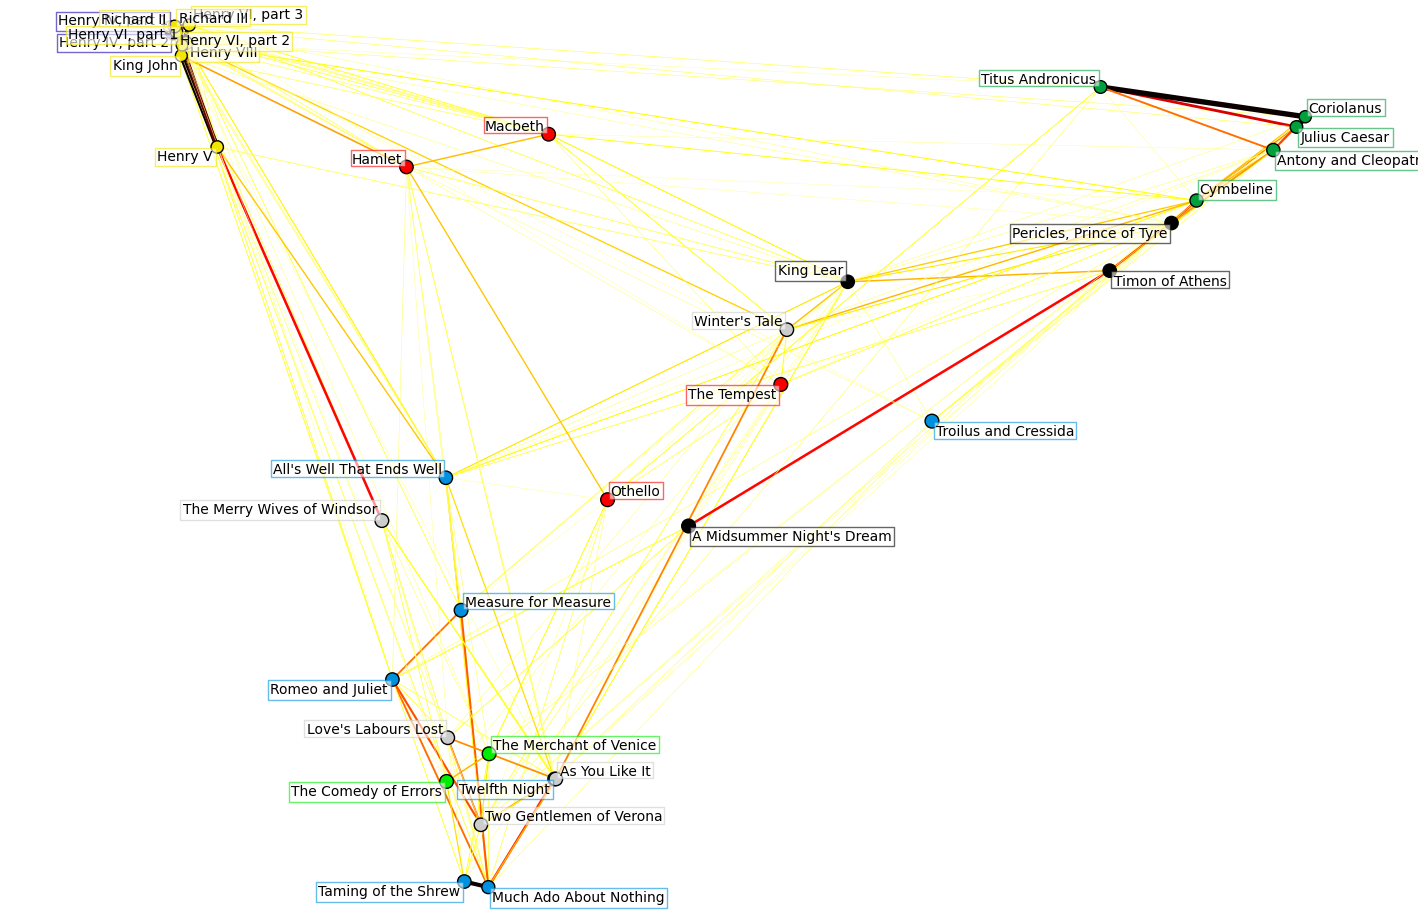 Henry VI, part 3
Richard II
Richard III
Henry VI, part 1
Henry VI, part 2
Henry IV, part 2
Henry VIII
King John
Titus Andronicus
Coriolanus
Macbeth
Julius Caesar
Hamlet
Henry V
Antony and Cleopatr
Cymbeline
Pericles, Prince of Tyre
King Lear
Timon of Athens
Winter's Tale
The Tempest
Troilus and Cressida
All's Well That Ends Well
Othello
The Merry Wives of Windsor
A Midsummer Night's Dream
Measure for Measure
Romeo and Juliet
Love's Labours Lost
The Merchant of Venice
As You Like It
The Comedy of Errors
Twelfth Night
Two Gentlemen of Verona
Taming of the Shrew
Much Ado About Nothing